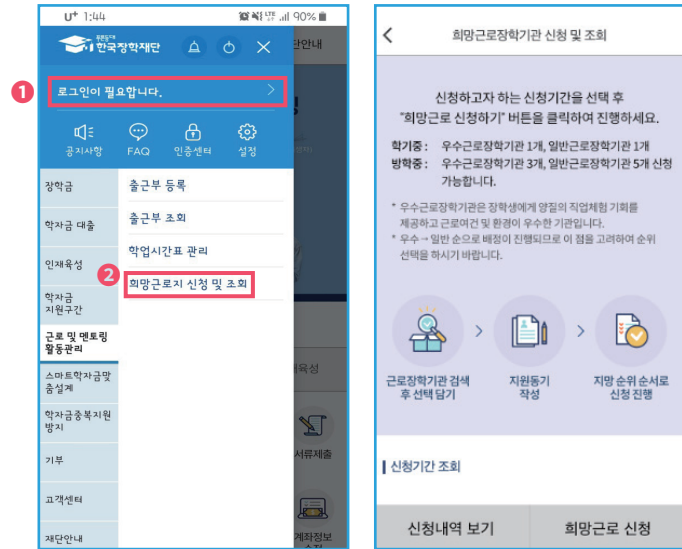 U+ 1:44
LTE .ıl 90%
푸른등대
한국장학재단
단안내
1
로그인이 필요합니다.
공지사항
FAQ
인증센터
설정
장학금
학자금 대출
인재육성
학자금
지원구간
근로 및 멘토링
활동관리
스마트학자금맞
춤설계
학자금중복지원
방지
기부
고객센터
재단안내
출근부 등록
출근부 조회
학업시간표 관리
2
희망근로지 신청 및 조회
육성
서류제출
계좌정보
희망근로장학기관 신청 및 조회
신청하고자 하는 신청기간을 선택 후
"희망근로 신청하기" 버튼을 클릭하여 진행하세요.
학기중 : 우수근로장학기관 1개, 일반근로장학기관 1개
방학중 : 우수근로장학기관 3개, 일반근로장학기관 5개 신청
가능합니다.
* 우수근로장학기관은 장학생에게 양질의 직업체험 기회를
제공하고 근로여건 및 환경이 우수한 기관입니다.
* 우수→일반 순으로 배정이 진행되므로 이 점을 고려하여 순위
선택을 하시기 바랍니다.
근로장학기관 검색
후 선택 담기
지원동기
작성
지망 순위 순서로
신청 진행
신청기간 조회
신청내역 보기
희망근로 신청